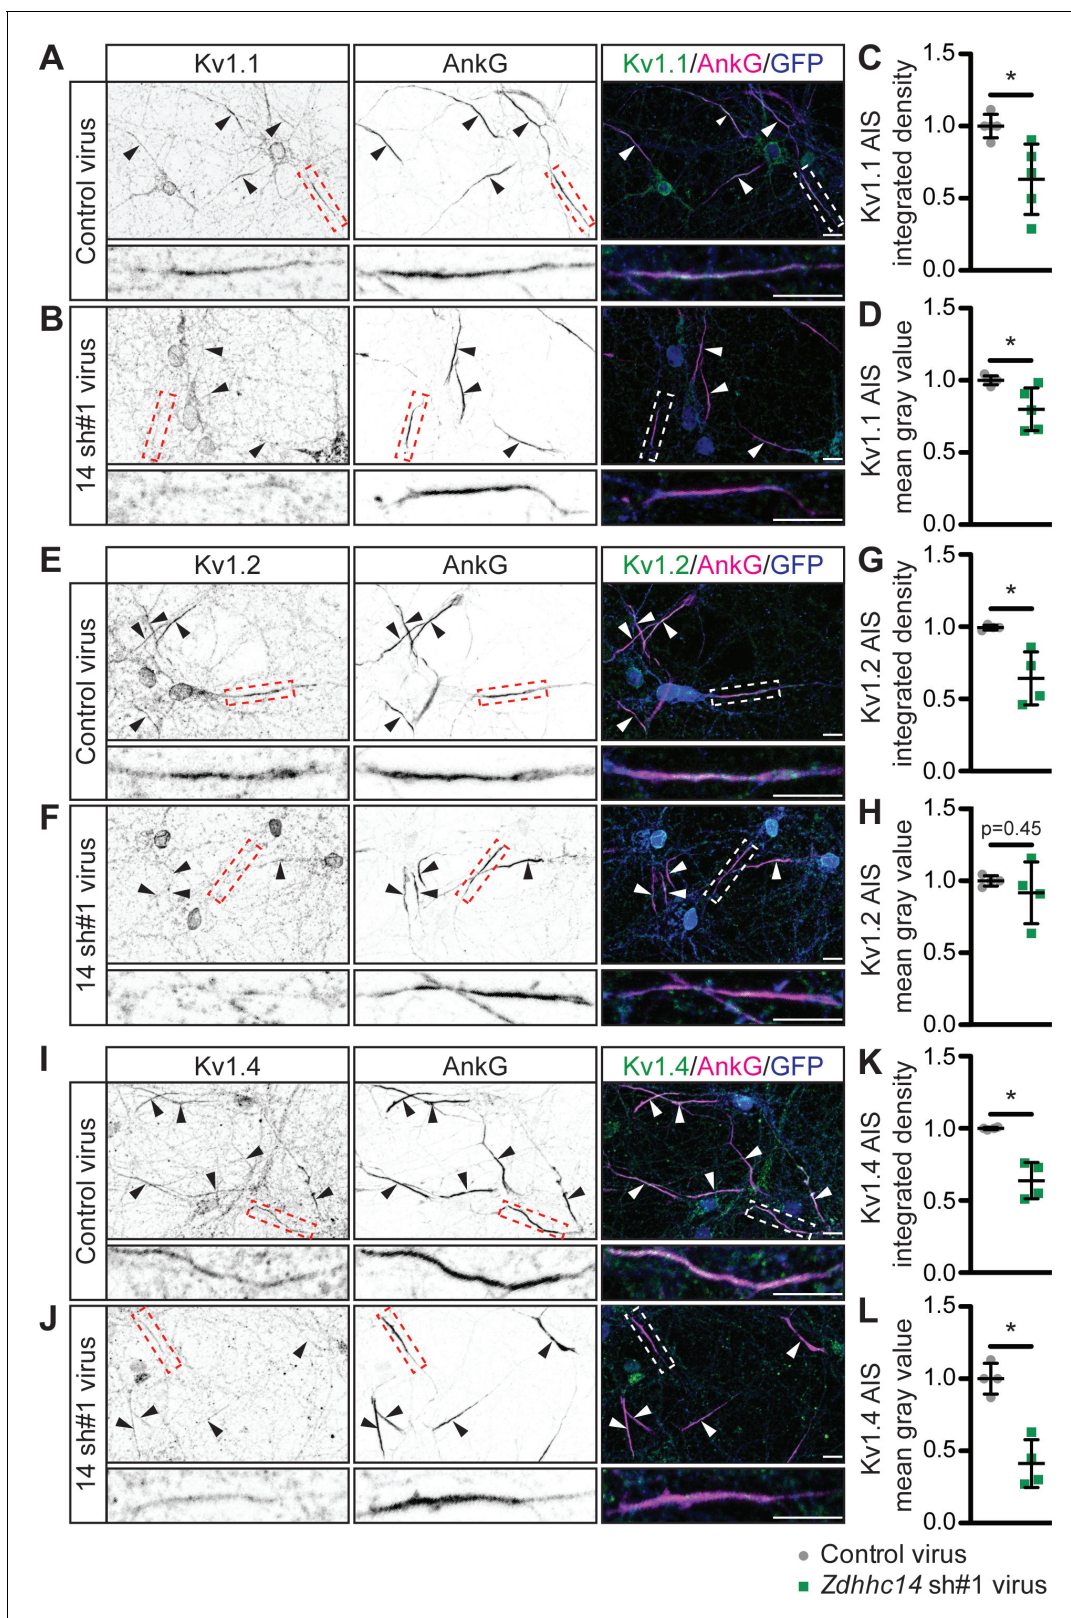 A
Kv1.1
AnkG
Kv1.1/AnkG/GFP
Control virus
B
14 sh#1 virus
C
Kv1.1 AIS
integrated density
1.5
1.0
0.5
0.0
*
D
Kv1.1 AIS
mean gray value
1.5
1.0
0.5
0.0
*
E
Kv1.2
AnkG
Kv1.2/AnkG/GFP
Control virus
F
14 sh#1 virus
G
Kv1.2 AIS
integrated density
1.5
1.0
0.5
0.0
*
H
Kv1.2 AIS
mean gray value
1.5
1.0
0.5
0.0
p=0.45
I
Kv1.4
AnkG
Kv1.4/AnkG/GFP
Control virus
J
14 sh#1 virus
K
Kv1.4 AIS
integrated density
1.5
1.0
0.5
0.0
*
L
Kv1.4 AIS
mean gray value
1.5
1.0
0.5
0.0
*
Control virus
Zdhhc14 sh#1 virus